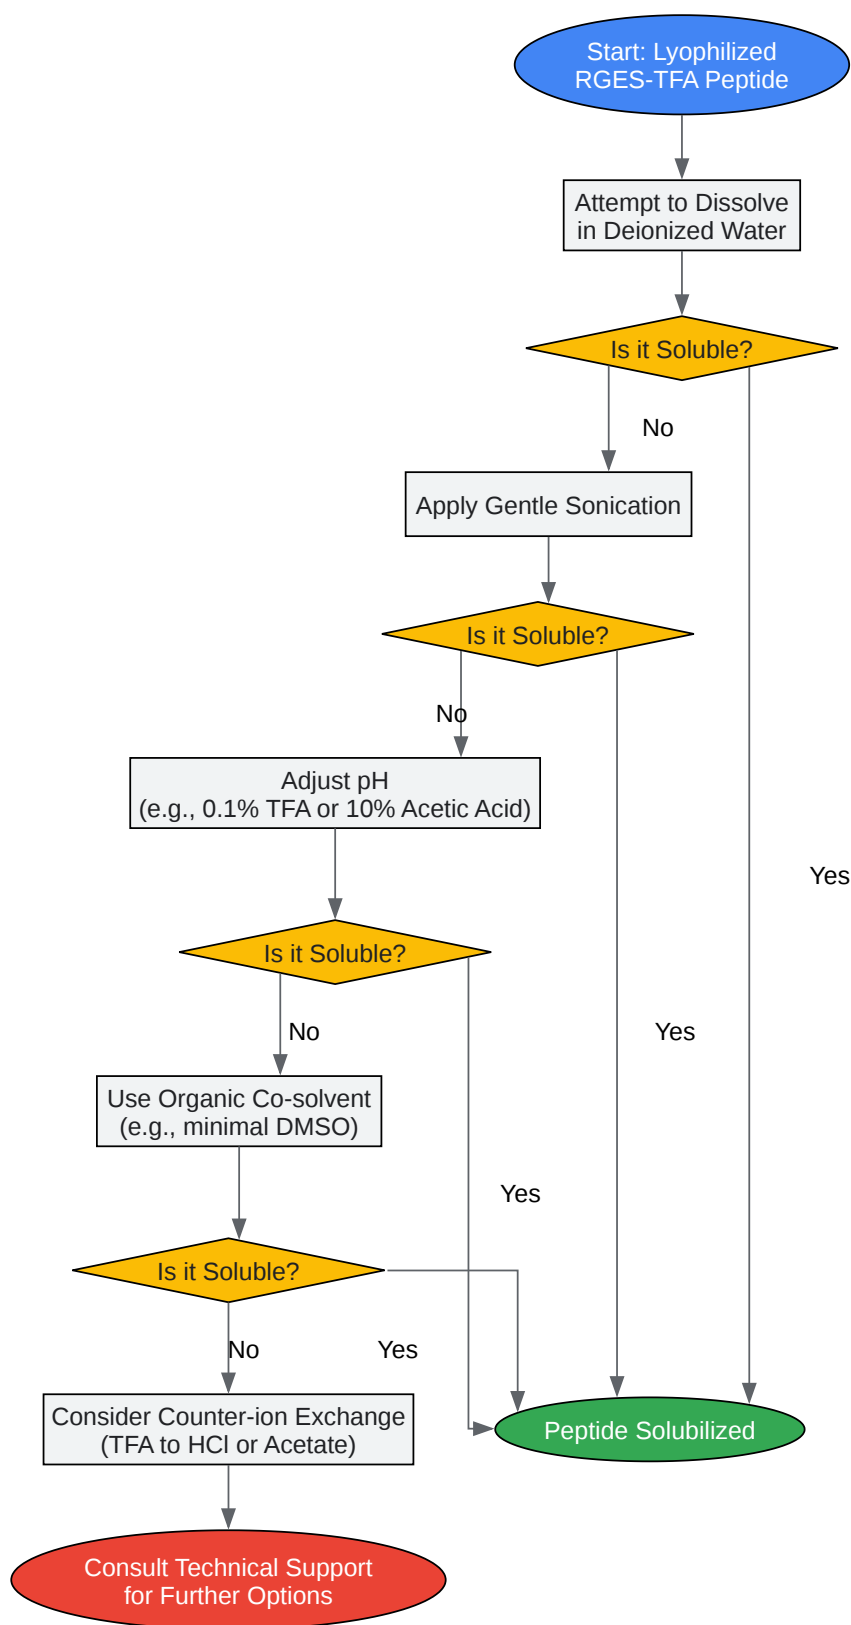 Start: Lyophilized
RGES-TFA Peptide
Attempt to Dissolve
in Deionized Water
Is it Soluble?
No
Apply Gentle Sonication
Is it Soluble?
No
Adjust pH
(e.g., 0.1% TFA or 10% Acetic Acid)
Yes
Is it Soluble?
No
Yes
Use Organic Co-solvent
(e.g., minimal DMSO)
Yes
Is it Soluble?
No
Yes
Consider Counter-ion Exchange
(TFA to HCl or Acetate)
Peptide Solubilized
Consult Technical Support
for Further Options